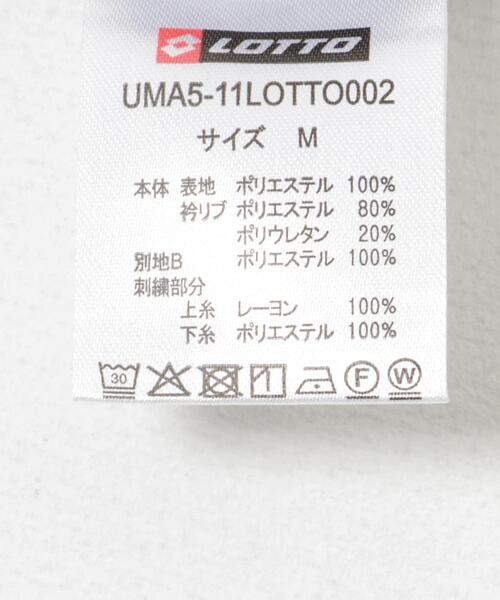 LOTTO
UMA5-11LOTTO002
サイズ M
本体 表地 ポリエステル 100%
衿リブ ポリエステル 80%
ポリウレタン 20%
別地B ポリエステル 100%
刺繍部分
上糸 レーヨン 100%
下糸 ポリエステル 100%
30 F W